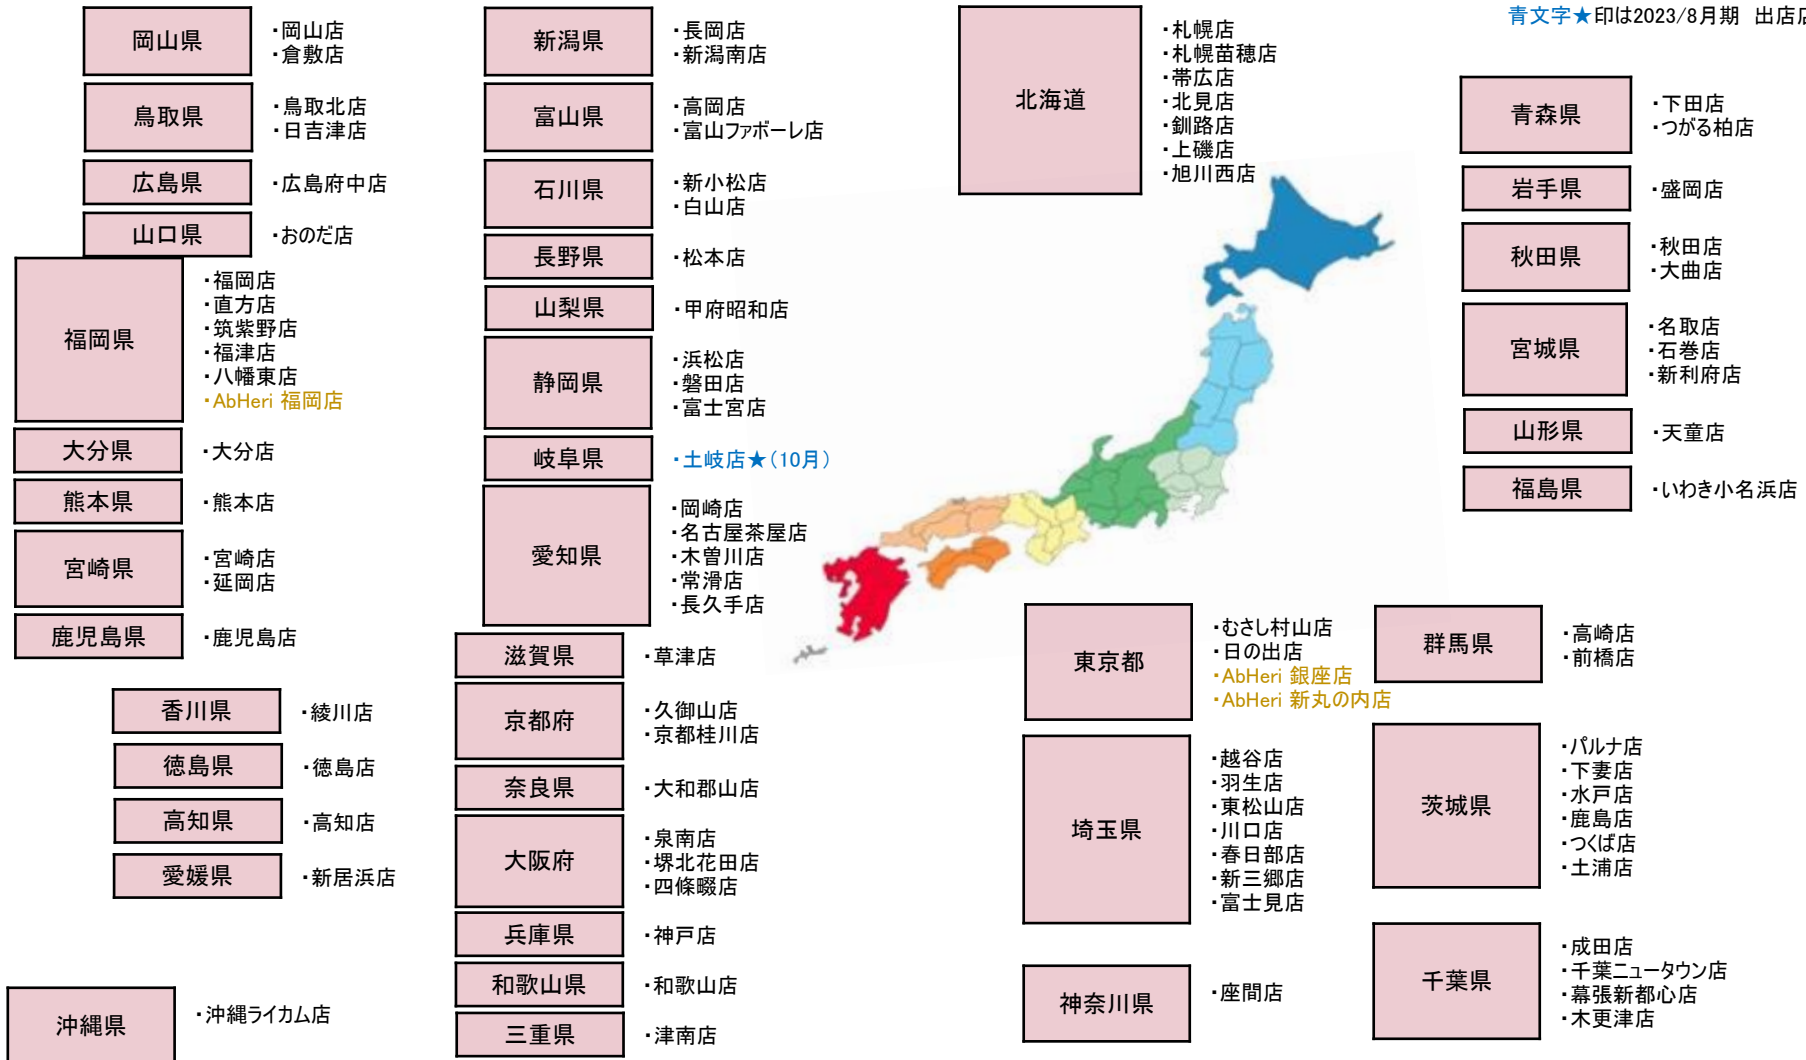 青文字★印は2023/8月期 出店店
岡山県
・岡山店
・倉敷店
鳥取県
・鳥取北店
・日吉津店
広島県
・広島府中店
山口県
・おのだ店
福岡県
・福岡店
・直方店
・筑紫野店
・福津店
・八幡東店
・AbHeri 福岡店
大分県
・大分店
熊本県
・熊本店
宮崎県
・宮崎店
・延岡店
鹿児島県
・鹿児島店
香川県
・綾川店
徳島県
・徳島店
高知県
・高知店
愛媛県
・新居浜店
沖縄県
・沖縄ライカム店
新潟県
・長岡店
・新潟南店
富山県
・高岡店
・富山ファボーレ店
石川県
・新小松店
・白山店
長野県
・松本店
山梨県
・甲府昭和店
静岡県
・浜松店
・磐田店
・富士宮店
岐阜県
・土岐店★(10月)
愛知県
・岡崎店
・名古屋茶屋店
・木曽川店
・常滑店
・長久手店
滋賀県
・草津店
京都府
・久御山店
・京都桂川店
奈良県
・大和郡山店
大阪府
・泉南店
・堺北花田店
・四條畷店
兵庫県
・神戸店
和歌山県
・和歌山店
三重県
・津南店
北海道
・札幌店
・札幌苗穂店
・帯広店
・北見店
・釧路店
・上磯店
・旭川西店
東京都
・むさし村山店
・日の出店
・AbHeri 銀座店
・AbHeri 新丸の内店
埼玉県
・越谷店
・羽生店
・東松山店
・川口店
・春日部店
・新三郷店
・富士見店
神奈川県
・座間店
青森県
・下田店
・つがる柏店
岩手県
・盛岡店
秋田県
・秋田店
・大曲店
宮城県
・名取店
・石巻店
・新利府店
山形県
・天童店
福島県
・いわき小名浜店
群馬県
・高崎店
・前橋店
茨城県
・パルナ店
・下妻店
・水戸店
・鹿島店
・つくば店
・土浦店
千葉県
・成田店
・千葉ニュータウン店
・幕張新都心店
・木更津店